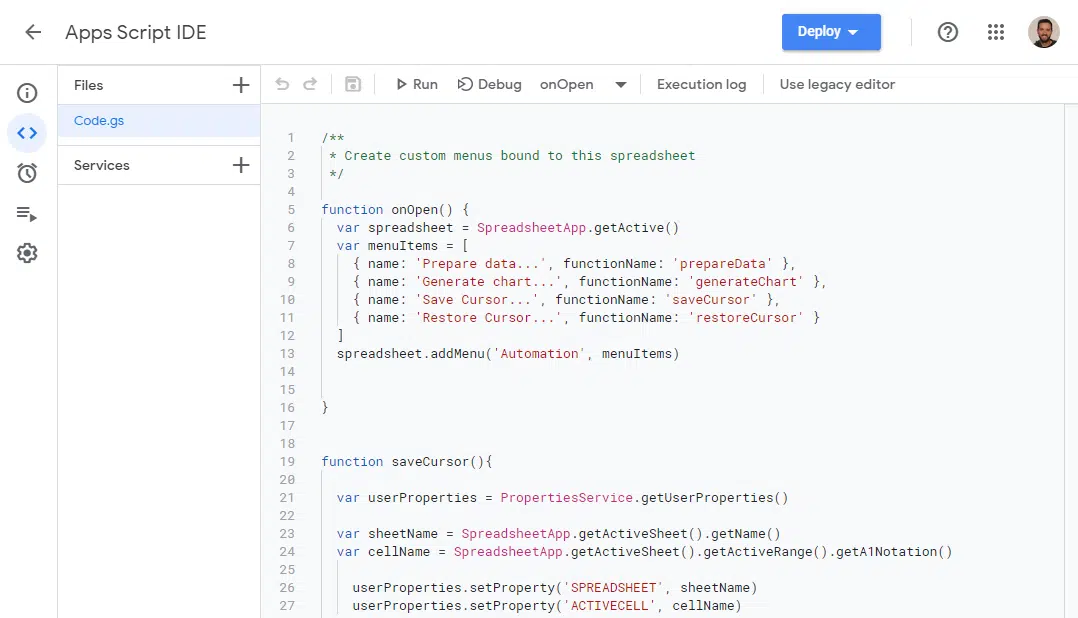 Apps Script IDE
Deploy
Files
Code.gs
Services
Run Debug onOpen Execution log Use legacy editor
1 /**
2 * Create custom menus bound to this spreadsheet
3 */
4
5 function onOpen() {
6 var spreadsheet = SpreadsheetApp.getActive()
7 var menuItems = [
8 { name: 'Prepare data...', functionName: 'prepareData' },
9 { name: 'Generate chart...', functionName: 'generateChart' },
10 { name: 'Save Cursor...', functionName: 'saveCursor' },
11 { name: 'Restore Cursor...', functionName: 'restoreCursor' }
12 ]
13 spreadsheet.addMenu('Automation', menuItems)
14
15
16 }
17
18
19 function saveCursor(){
20
21 var userProperties = PropertiesService.getUserProperties()
22
23 var sheetName = SpreadsheetApp.getActiveSheet().getName()
24 var cellName = SpreadsheetApp.getActiveSheet().getActiveRange().getA1Notation()
25
26 userProperties.setProperty('SPREADSHEET', sheetName)
27 userProperties.setProperty('ACTIVECELL', cellName)